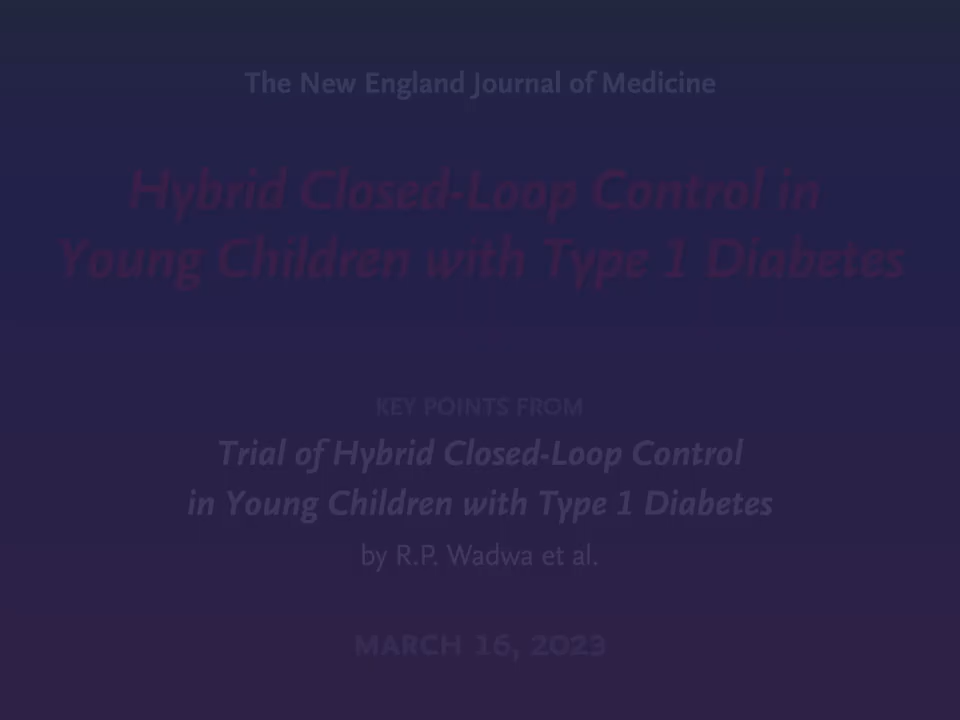 The New England Journal of Medicine
Hybrid Closed-Loop Control in
Young Children with Type 1 Diabetes
KEY POINTS FROM
Trial of Hybrid Closed-Loop Control
in Young Children with Type 1 Diabetes
by R.P. Wadwa et al.
MARCH 16, 2023